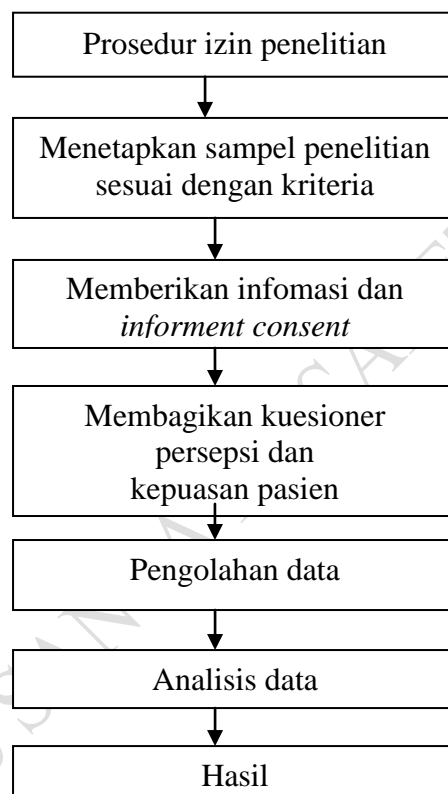 Prosedur izin penelitian
Menetapkan sampel penelitian
sesuai dengan kriteria
Memberikan infomasi dan
informent consent
Membagikan kuesioner
persepsi dan
kepuasan pasien
Pengolahan data
Analisis data
Hasil